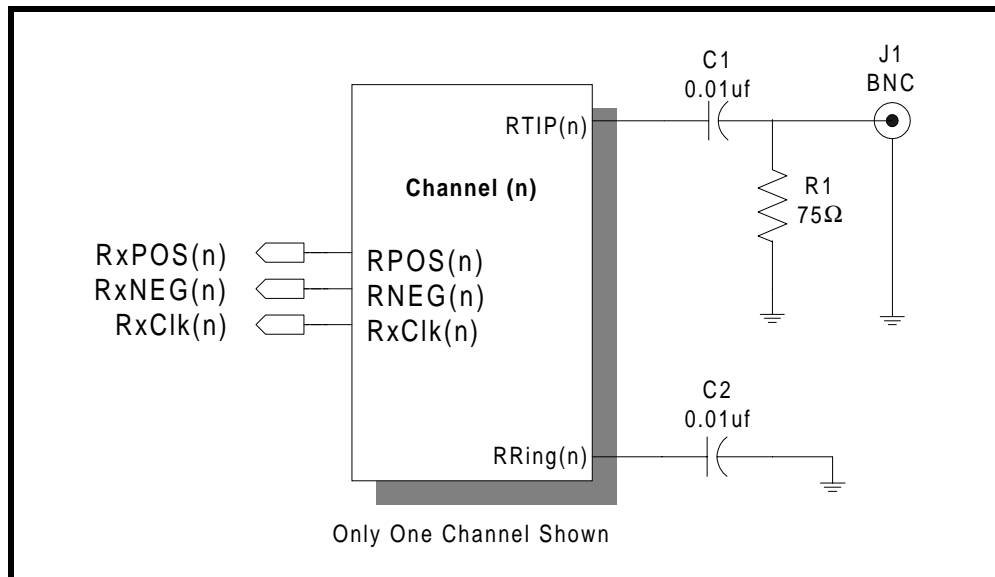 C1
0.01uf
J1
BNC
RTIP(n)
Channel (n)
R1
75Ω
RxPOS(n)
RPOS(n)
RxNEG(n)
RNEG(n)
RxClk(n)
RxClk(n)
C2
0.01uf
RRing(n)
Only One Channel Shown